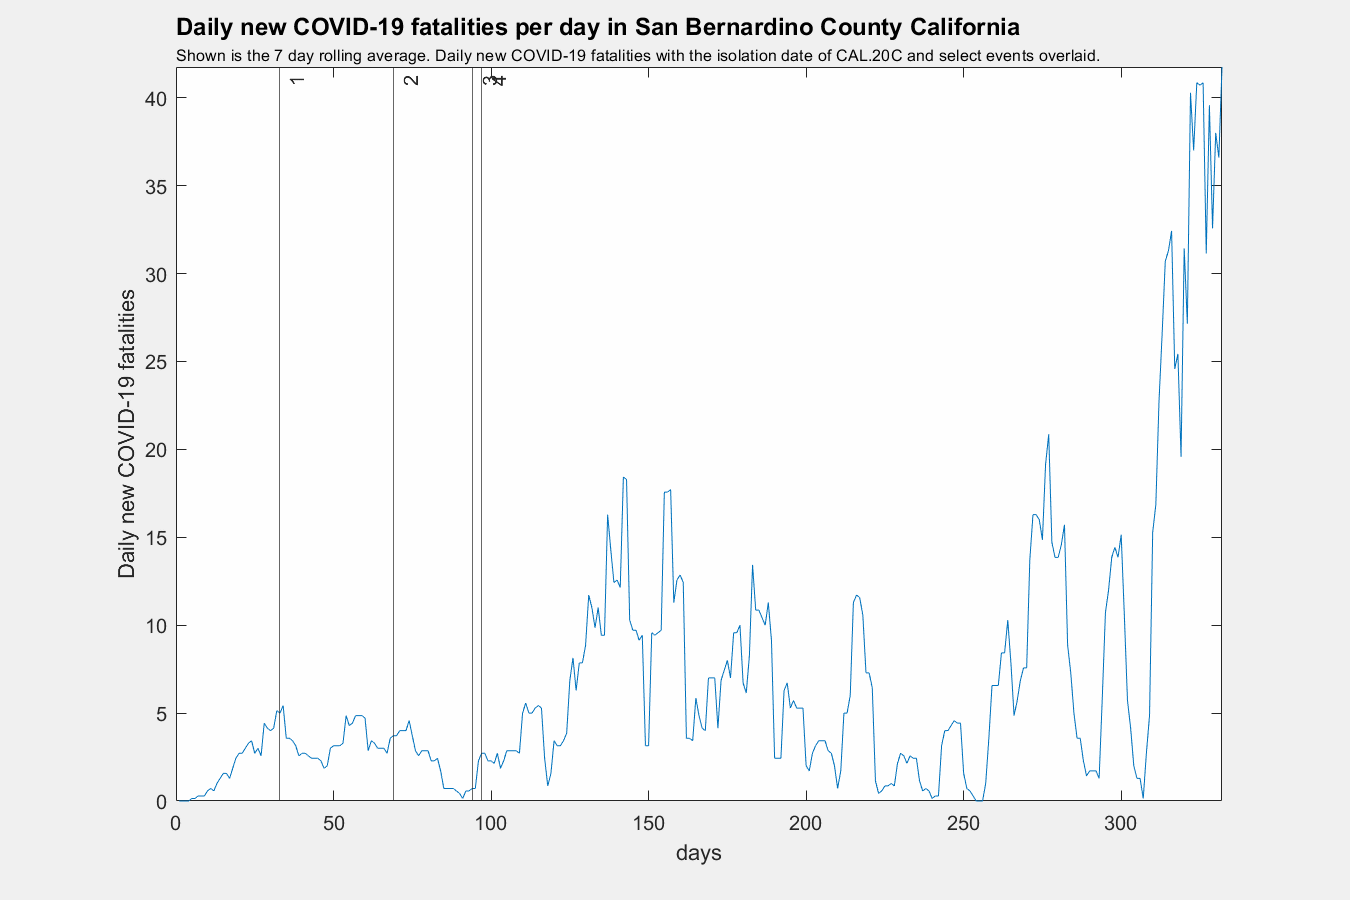 Daily new COVID-19 fatalities per day in San Bernardino County California
Shown is the 7 day rolling average. Daily new COVID-19 fatalities with the isolation date of CAL.20C and select events overlaid.
1
2
3
4
40
35
30
25
20
15
10
5
0
Daily new COVID-19 fatalities
0 50 100 150 200 250 300
days